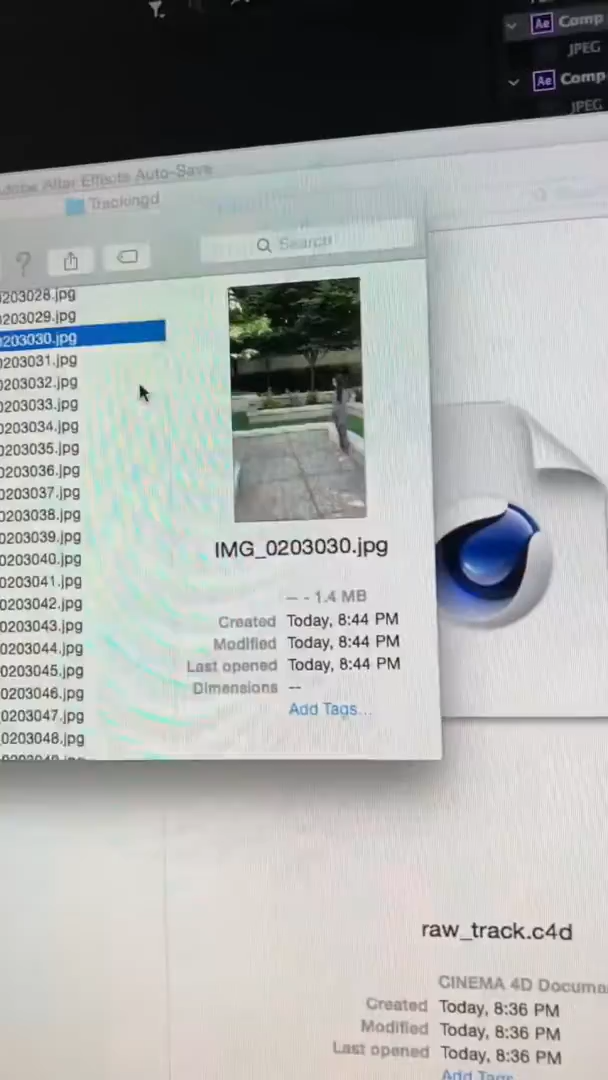 Ae Comp
JPEG
Ae Comp
JPEG
Adobe After Effects Auto-Save
Trackingd
Search
0203028.jpg
0203029.jpg
0203030.jpg
0203031.jpg
0203032.jpg
0203033.jpg
0203034.jpg
0203035.jpg
0203036.jpg
0203037.jpg
0203038.jpg
0203039.jpg
0203040.jpg
0203041.jpg
0203042.jpg
0203043.jpg
0203044.jpg
0203045.jpg
0203046.jpg
0203047.jpg
0203048.jpg
IMG_0203030.jpg
-- - 1.4 MB
Created Today, 8:44 PM
Modified Today, 8:44 PM
Last opened Today, 8:44 PM
Dimensions --
Add Tags...
raw_track.c4d
CINEMA 4D Docume
Created Today, 8:36 PM
Modified Today, 8:36 PM
Last opened Today, 8:36 PM
Add Tags